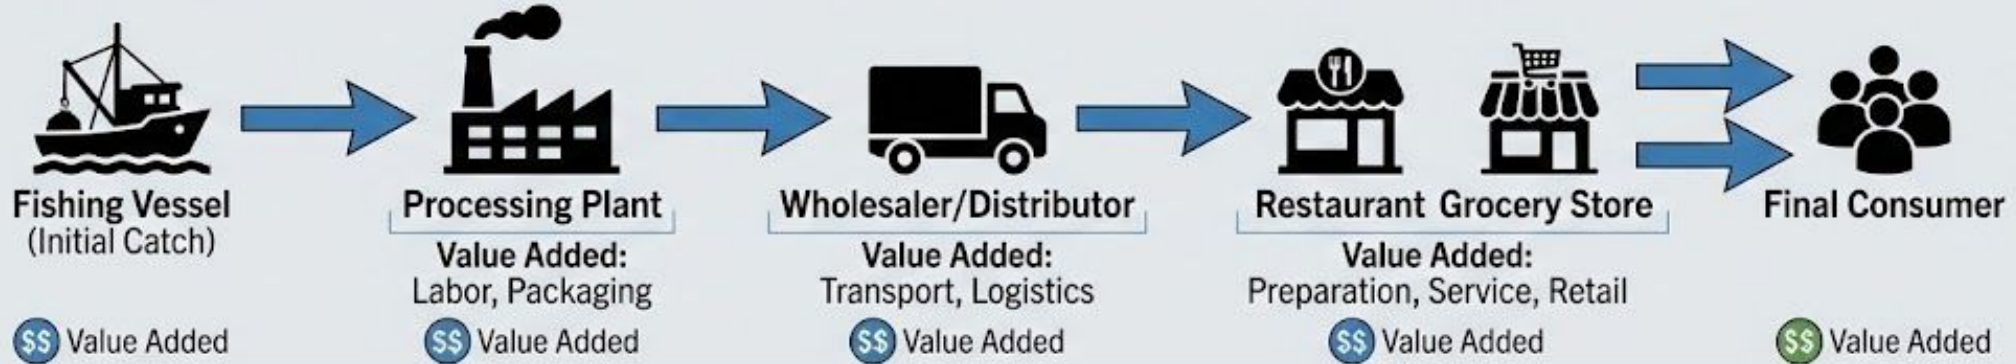 Fishing Vessel
(Initial Catch)
$$ Value Added
Processing Plant
Value Added:
Labor, Packaging
$$ Value Added
Wholesaler/Distributor
Value Added:
Transport, Logistics
$$ Value Added
Restaurant Grocery Store
Value Added:
Preparation, Service, Retail
$$ Value Added
Final Consumer
$$ Value Added